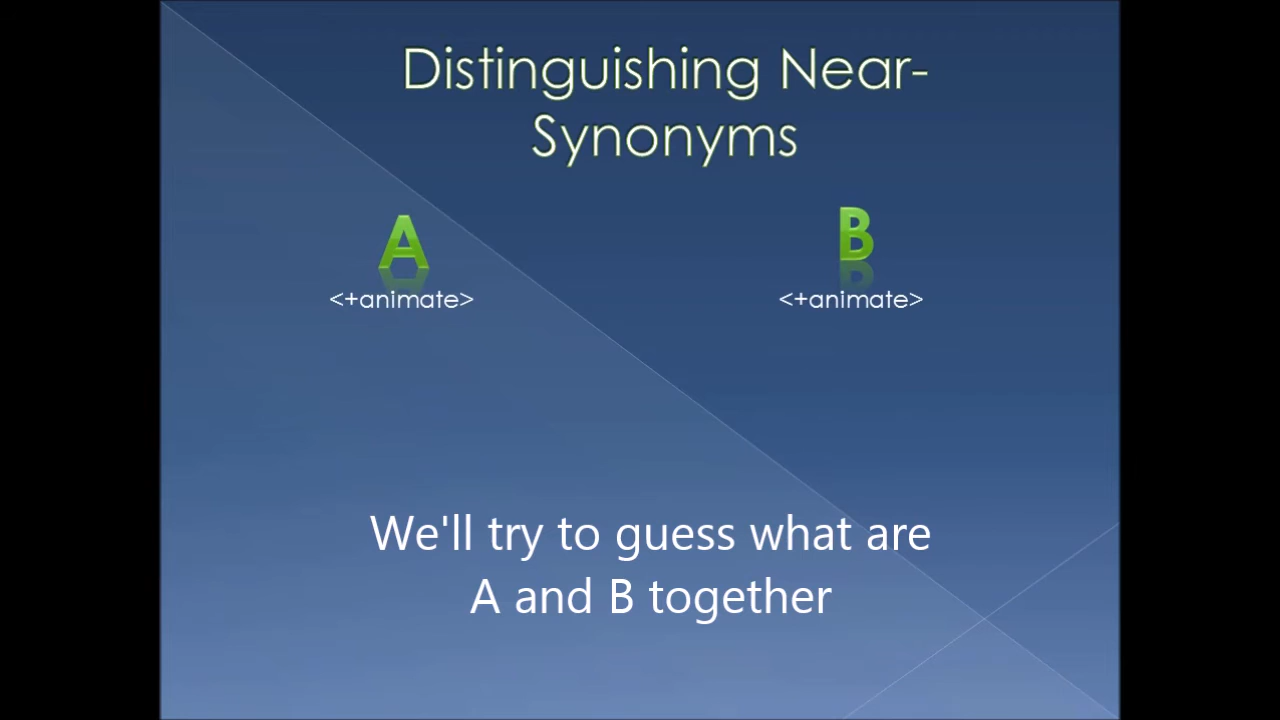 Distinguishing Near-
Synonyms
A
B
<+animate>
<+animate>
We'll try to guess what are
A and B together